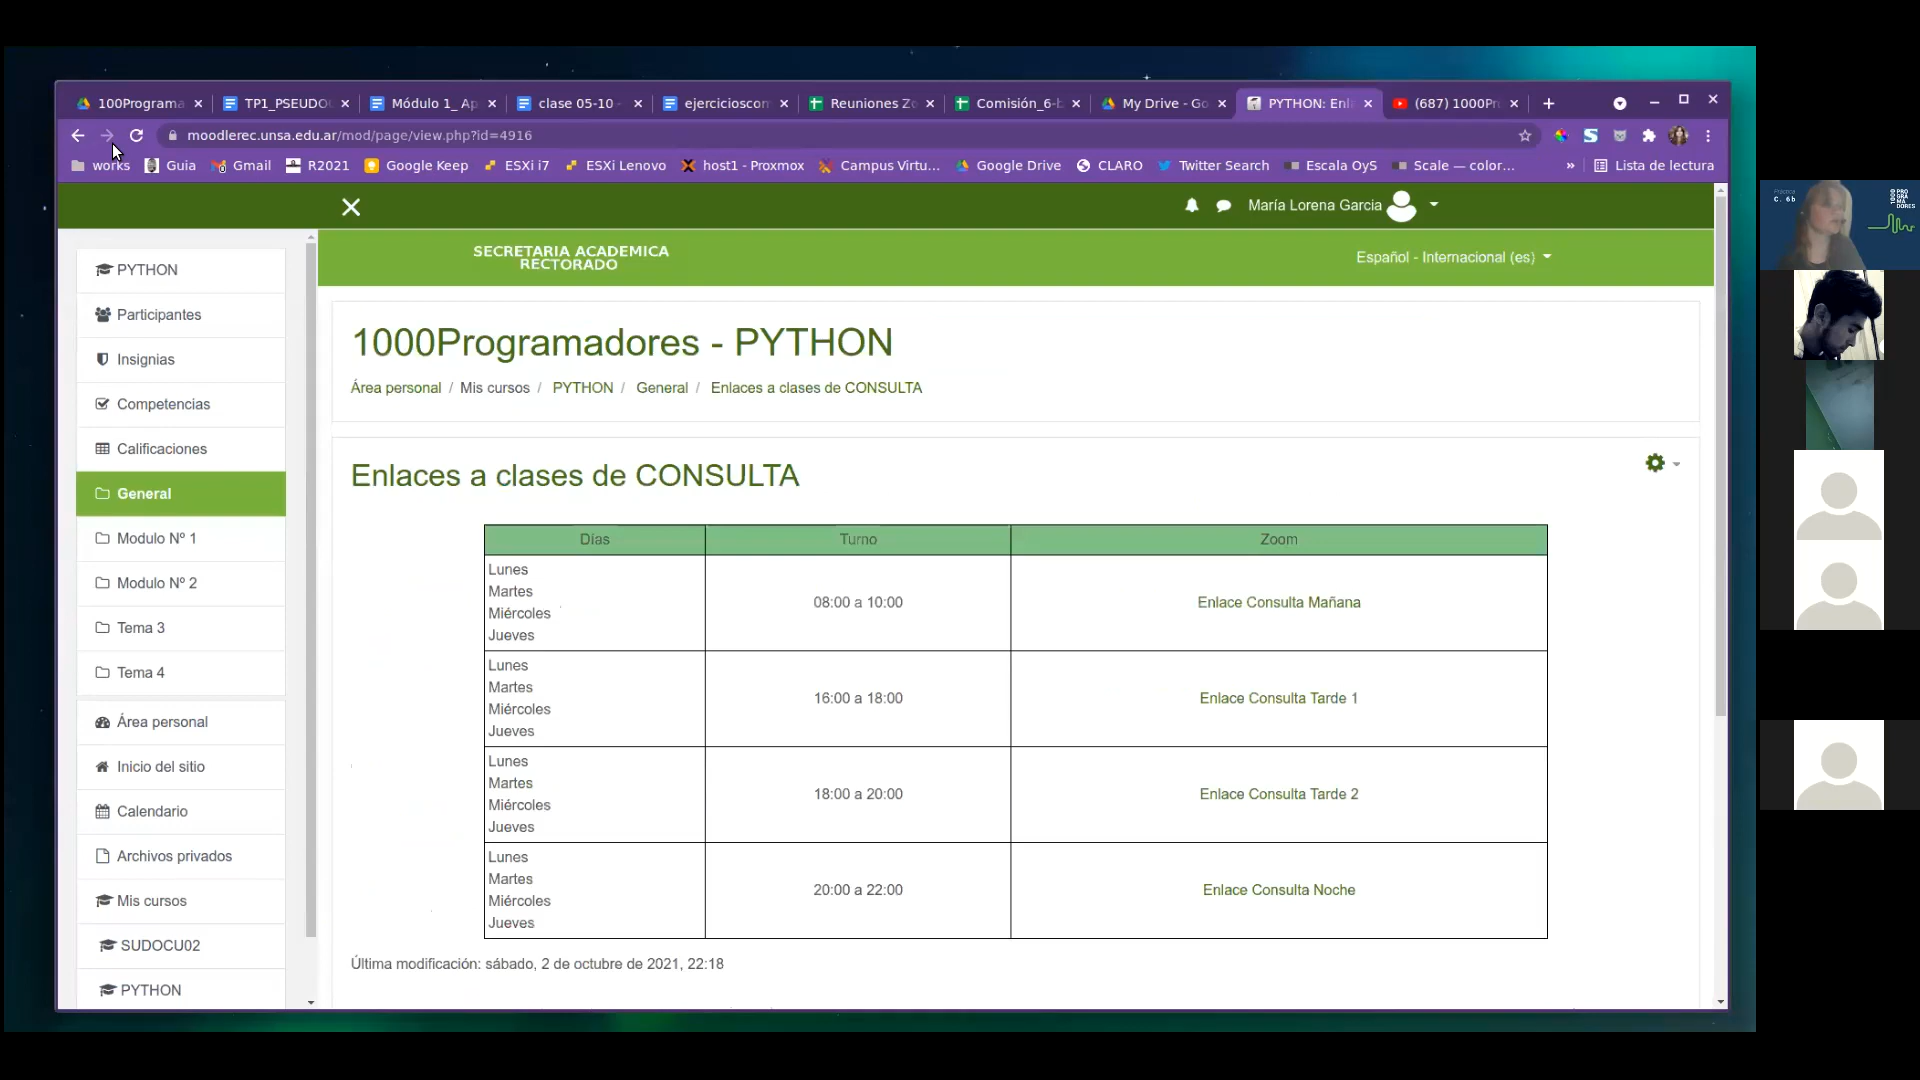 100Programa
TP1_PSEUDO
Módulo 1_ Ap
clase 05-10 -
ejercicioscon
Reuniones Zo
Comisión_6-b
My Drive - Go
PYTHON: Enl
(687) 1000Pr
moodlerec.unsa.edu.ar/mod/page/view.php?id=4916
works
Guia
Gmail
R2021
Google Keep
ESXi i7
ESXi Lenovo
host1 - Proxmox
Campus Virtu...
Google Drive
CLARO
Twitter Search
Escala OyS
Scale — color...
»
Lista de lectura
María Lorena Garcia
SECRETARIA ACADEMICA
RECTORADO
Español - Internacional (es)
PYTHON
Participantes
Insignias
Competencias
Calificaciones
General
Modulo Nº 1
Modulo Nº 2
Tema 3
Tema 4
Área personal
Inicio del sitio
Calendario
Archivos privados
Mis cursos
SUDOCU02
PYTHON
1000Programadores - PYTHON
Área personal / Mis cursos / PYTHON / General / Enlaces a clases de CONSULTA
Enlaces a clases de CONSULTA
Días Turno Zoom
Lunes
Martes
Miércoles
Jueves
08:00 a 10:00
Enlace Consulta Mañana
Lunes
Martes
Miércoles
Jueves
16:00 a 18:00
Enlace Consulta Tarde 1
Lunes
Martes
Miércoles
Jueves
18:00 a 20:00
Enlace Consulta Tarde 2
Lunes
Martes
Miércoles
Jueves
20:00 a 22:00
Enlace Consulta Noche
Última modificación: sábado, 2 de octubre de 2021, 22:18
C. 6b
PRO
GRA
MA
DORES